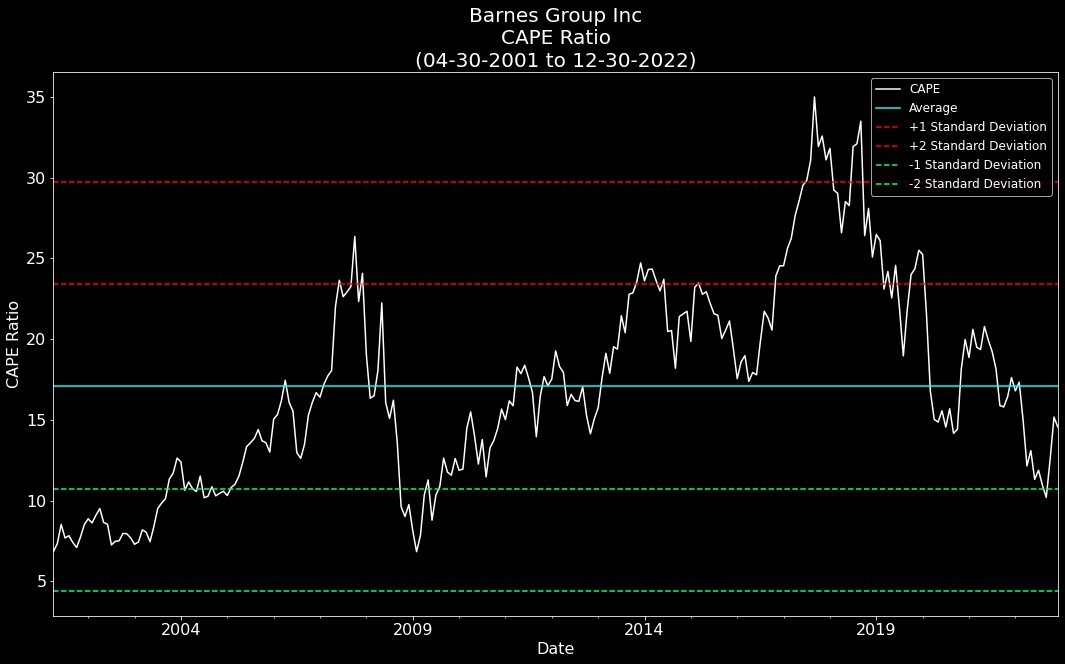 Barnes Group Inc
CAPE Ratio
(04-30-2001 to 12-30-2022)
CAPE
Average
+1 Standard Deviation
+2 Standard Deviation
-1 Standard Deviation
-2 Standard Deviation
35
30
25
20
15
10
5
CAPE Ratio
2004
2009
2014
2019
Date